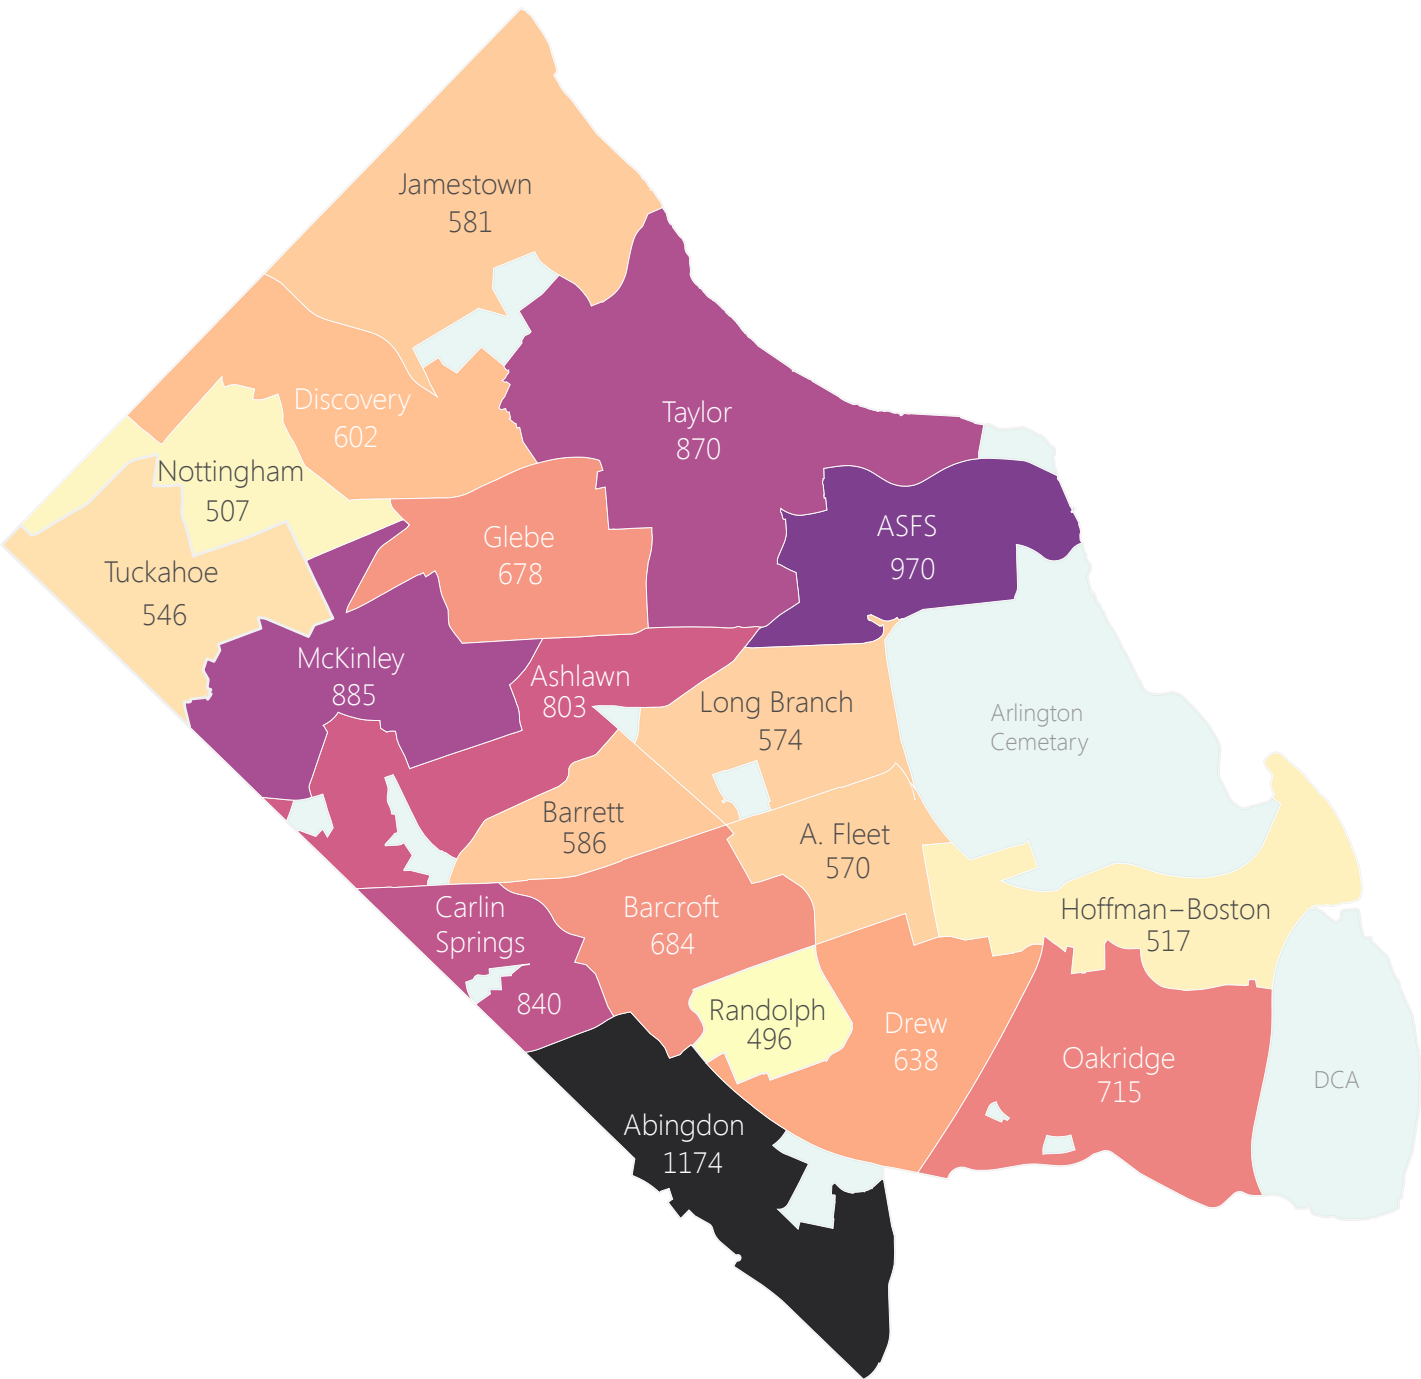 Jamestown
581
Discovery
602
Taylor
870
Nottingham
507
Glebe
678
ASFS
970
Tuckahoe
546
McKinley
885
Ashlawn
803
Long Branch
574
Arlington
Cemetary
Barrett
586
A. Fleet
570
Carlin
Springs
840
Barcroft
684
Hoffman–Boston
517
Randolph
496
Drew
638
Oakridge
715
DCA
Abingdon
1174